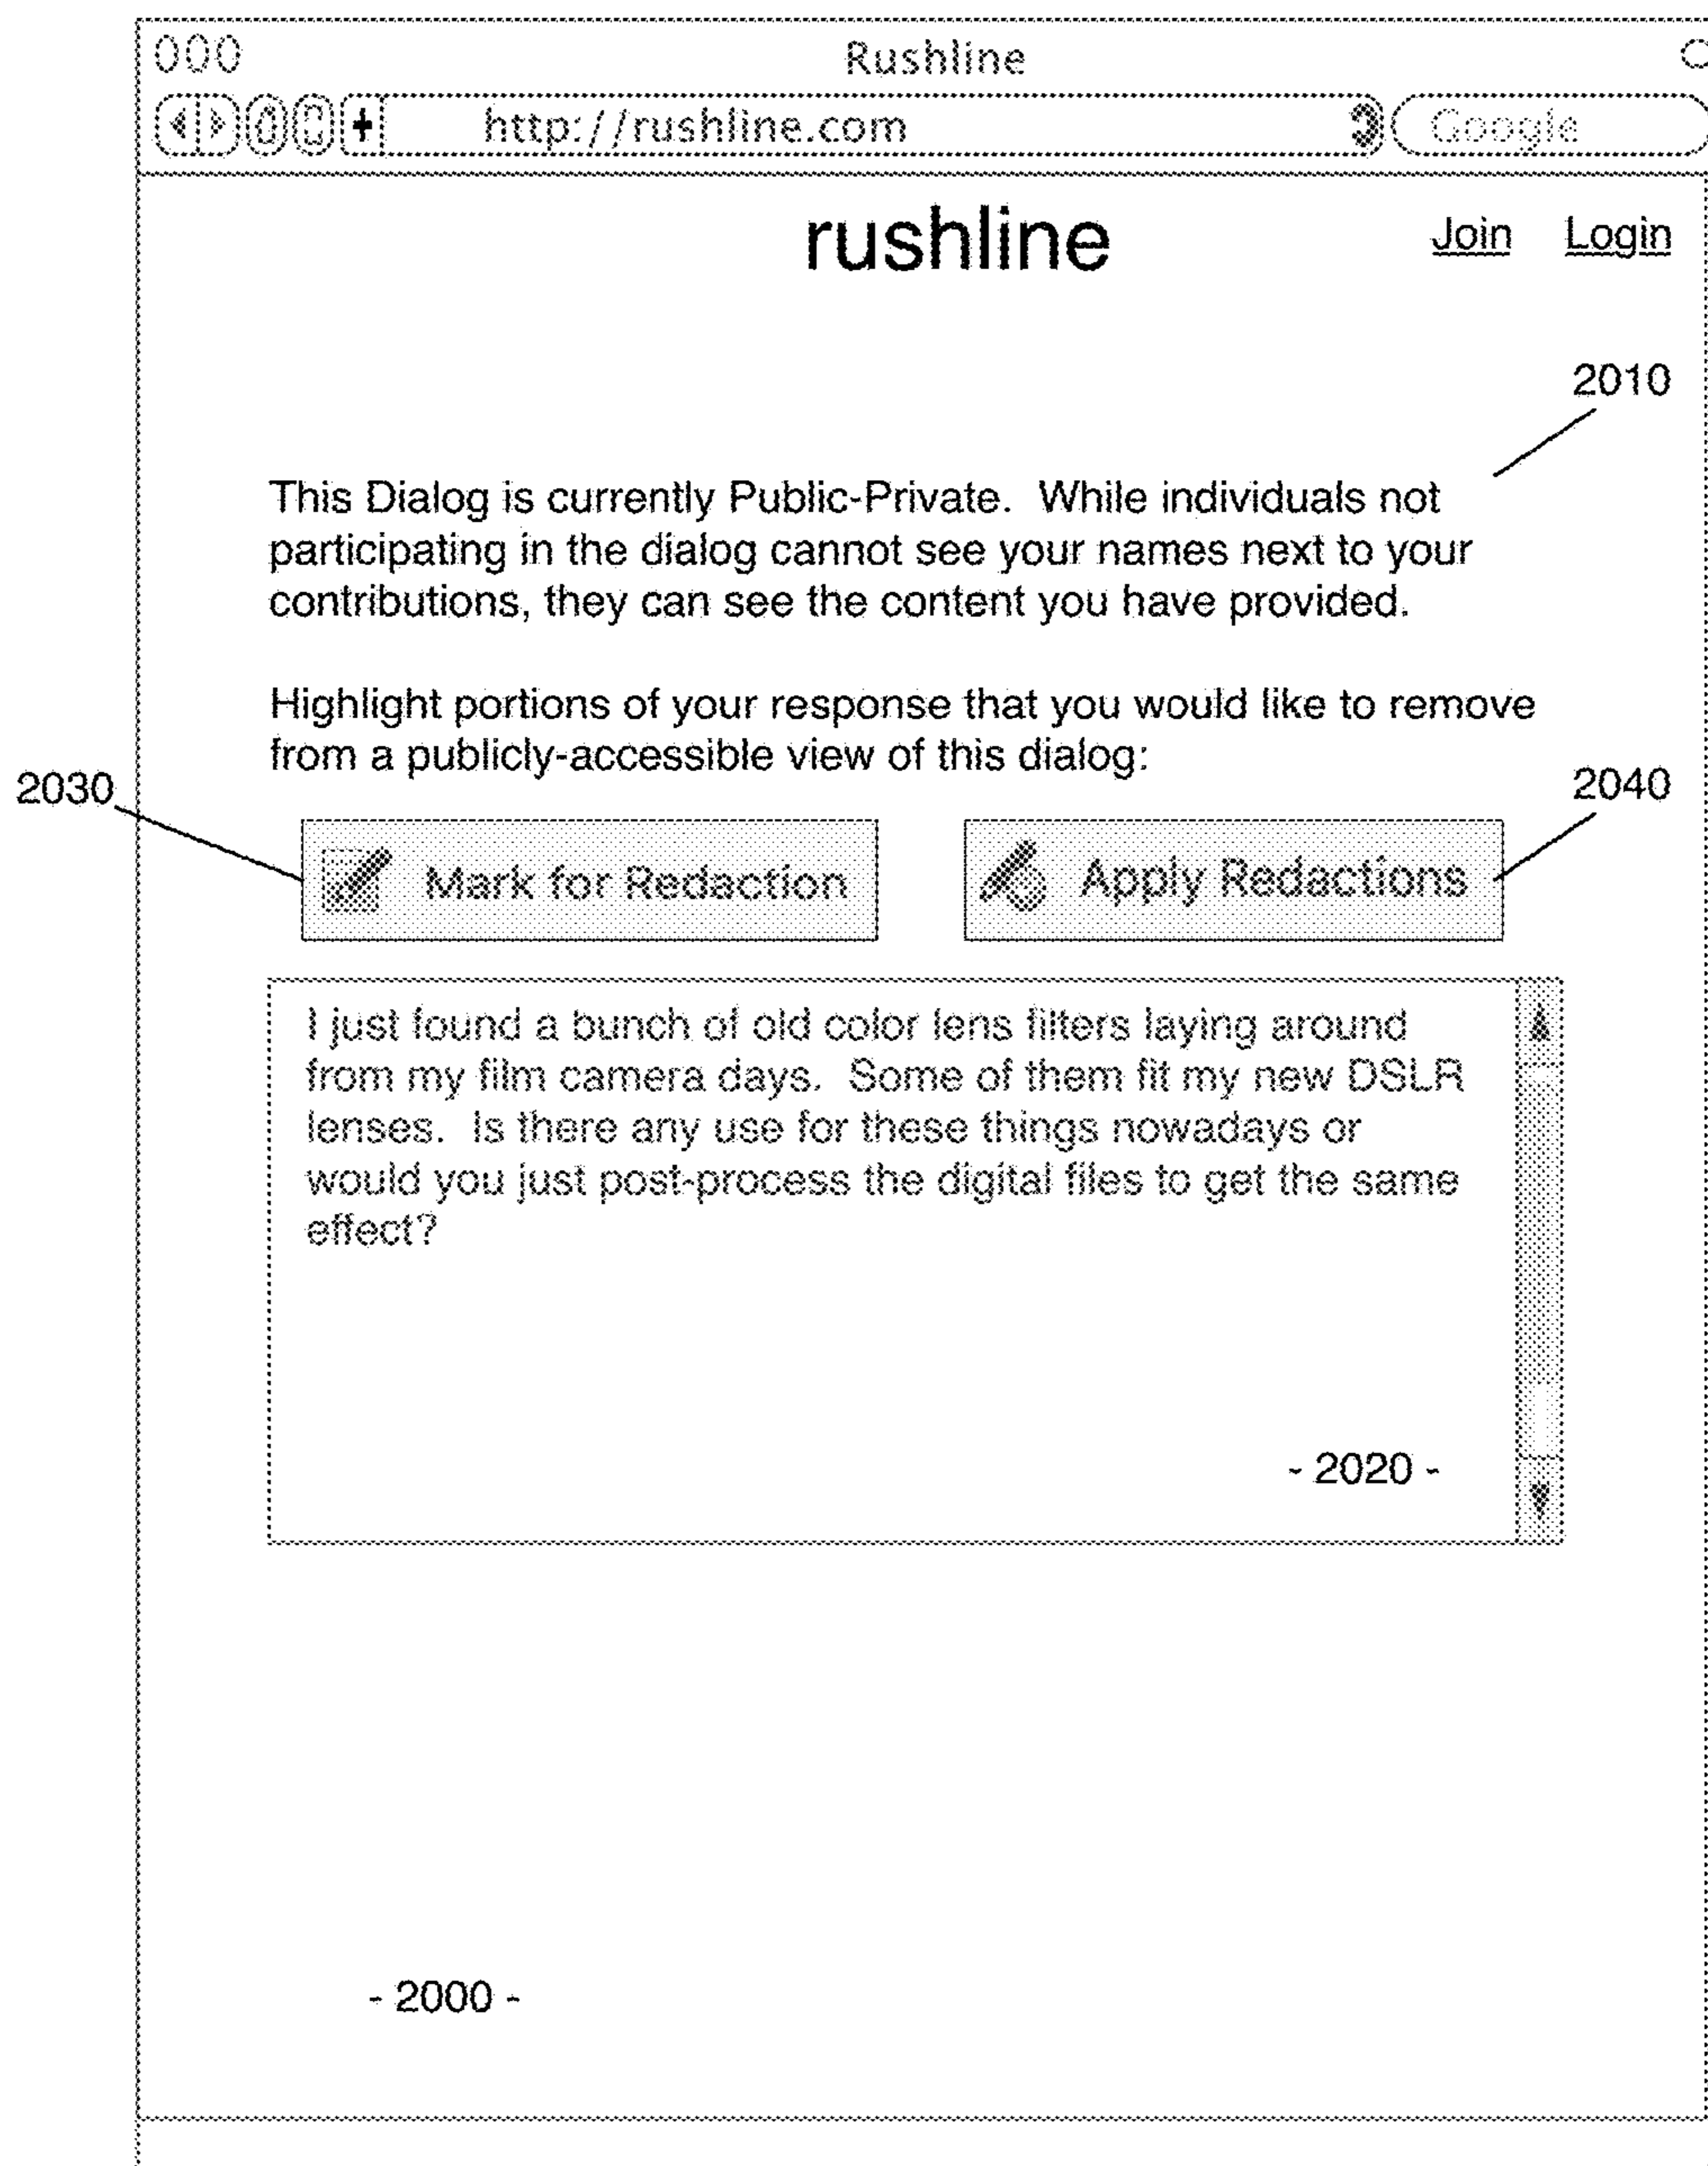 Rushline
http://rushline.com
Google
rushline
Join Login
2010
This Dialog is currently Public-Private. While individuals not
participating in the dialog cannot see your names next to your
contributions, they can see the content you have provided.
Highlight portions of your response that you would like to remove
from a publicly-accessible view of this dialog:
2030
2040
Mark for Redaction
Apply Redactions
I just found a bunch of old color lens filters laying around
from my film camera days. Some of them fit my new DSLR
lenses. Is there any use for these things nowadays or
would you just post-process the digital files to get the same
effect?
- 2020 -
- 2000 -